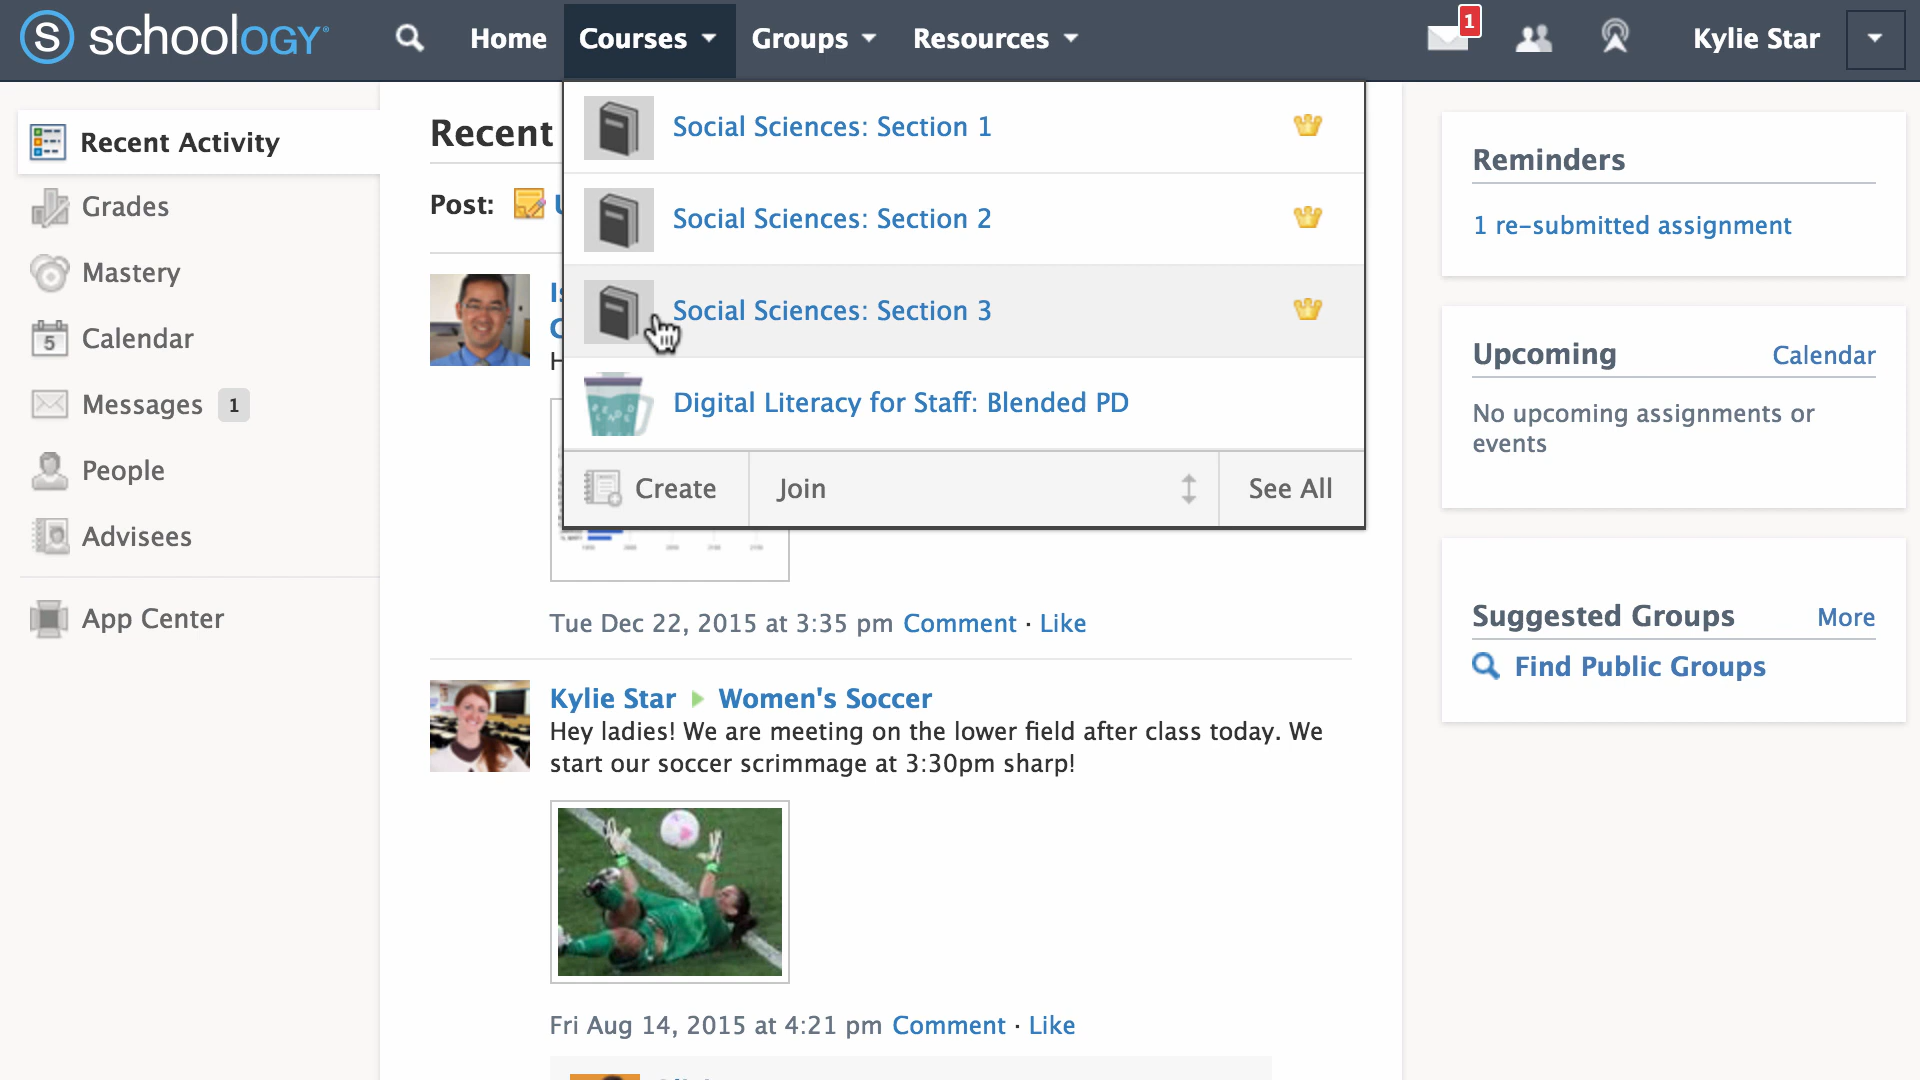 schoology
Home
Courses
Groups
Resources
1
Kylie Star
Recent Activity
Grades
Mastery
5
Calendar
Messages 1
People
Advisees
App Center
Recent
Post:
Social Sciences: Section 1
Social Sciences: Section 2
Social Sciences: Section 3
Digital Literacy for Staff: Blended PD
Create
Join
See All
Tue Dec 22, 2015 at 3:35 pm Comment · Like
Kylie Star Women's Soccer
Hey ladies! We are meeting on the lower field after class today. We
start our soccer scrimmage at 3:30pm sharp!
Fri Aug 14, 2015 at 4:21 pm Comment · Like
Reminders
1 re-submitted assignment
Upcoming Calendar
No upcoming assignments or
events
Suggested Groups More
Find Public Groups